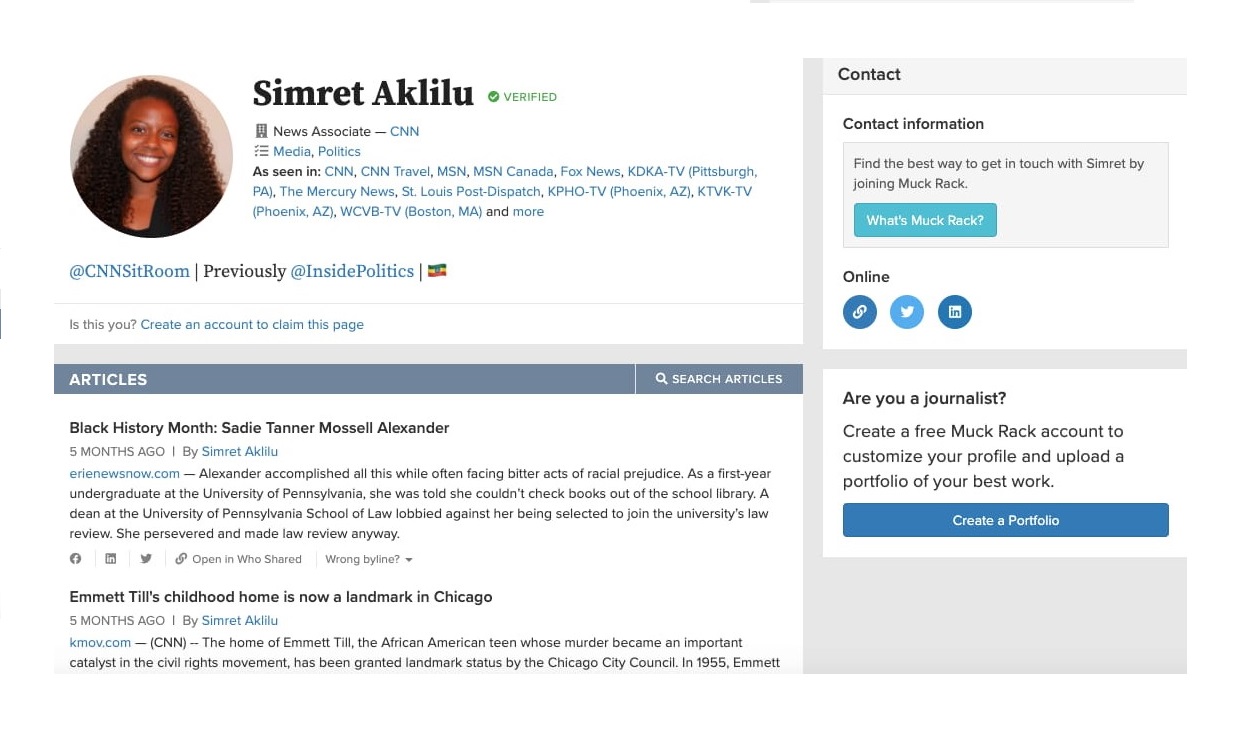 Simret Aklilu VERIFIED
News Associate — CNN
Media, Politics
As seen in: CNN, CNN Travel, MSN, MSN Canada, Fox News, KDKA-TV (Pittsburgh,
PA), The Mercury News, St. Louis Post-Dispatch, KPHO-TV (Phoenix, AZ), KTVK-TV
(Phoenix, AZ), WCVB-TV (Boston, MA) and more
@CNNSitRoom | Previously @InsidePolitics | 🇪🇹
Is this you? Create an account to claim this page
ARTICLES
SEARCH ARTICLES
Black History Month: Sadie Tanner Mossell Alexander
5 MONTHS AGO | By Simret Aklilu
erienewsnow.com — Alexander accomplished all this while often facing bitter acts of racial prejudice. As a first-year
undergraduate at the University of Pennsylvania, she was told she couldn't check books out of the school library. A
dean at the University of Pennsylvania School of Law lobbied against her being selected to join the university's law
review. She persevered and made law review anyway.
Open in Who Shared
Wrong byline?
Emmett Till's childhood home is now a landmark in Chicago
5 MONTHS AGO | By Simret Aklilu
kmov.com — (CNN) -- The home of Emmett Till, the African American teen whose murder became an important
catalyst in the civil rights movement, has been granted landmark status by the Chicago City Council. In 1955, Emmett
Contact
Contact information
Find the best way to get in touch with Simret by
joining Muck Rack.
What's Muck Rack?
Online
Are you a journalist?
Create a free Muck Rack account to
customize your profile and upload a
portfolio of your best work.
Create a Portfolio